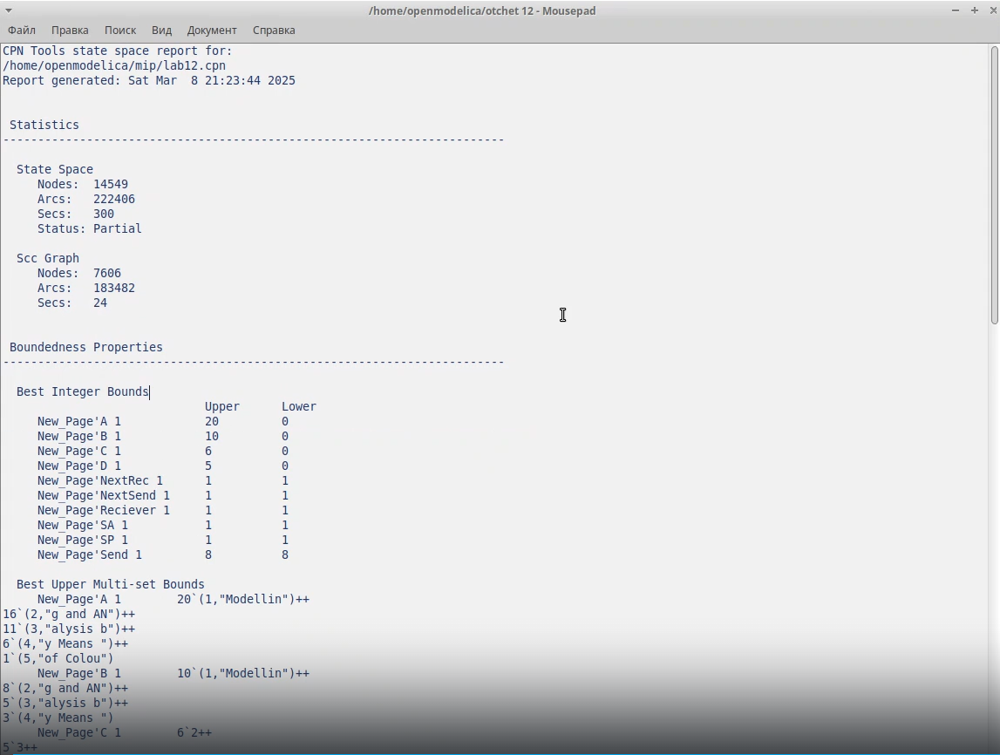 /home/openmodelica/otchet 12 - Mousepad
Файл Правка Поиск Вид Документ Справка
CPN Tools state space report for:
/home/openmodelica/mip/lab12.cpn
Report generated: Sat Mar  8 21:23:44 2025
Statistics
------------------------------------------------------------------------
State Space
Nodes:  14549
Arcs:   222406
Secs:   300
Status: Partial
Scc Graph
Nodes:  7606
Arcs:   183482
Secs:   24
Boundedness Properties
------------------------------------------------------------------------
Best Integer Bounds
Upper      Lower
New_Page'A 1            20         0
New_Page'B 1            10         0
New_Page'C 1            6          0
New_Page'D 1            5          0
New_Page'NextRec 1      1          1
New_Page'NextSend 1     1          1
New_Page'Reciever 1     1          1
New_Page'SA 1           1          1
New_Page'SP 1           1          1
New_Page'Send 1         8          8
Best Upper Multi-set Bounds
New_Page'A 1        20`(1,"Modellin")++
16`(2,"g and AN")++
11`(3,"alysis b")++
6`(4,"y Means ")++
1`(5,"of Colou")
New_Page'B 1        10`(1,"Modellin")++
8`(2,"g and AN")++
5`(3,"alysis b")++
3`(4,"y Means ")
New_Page'C 1        6`2++
5`3++